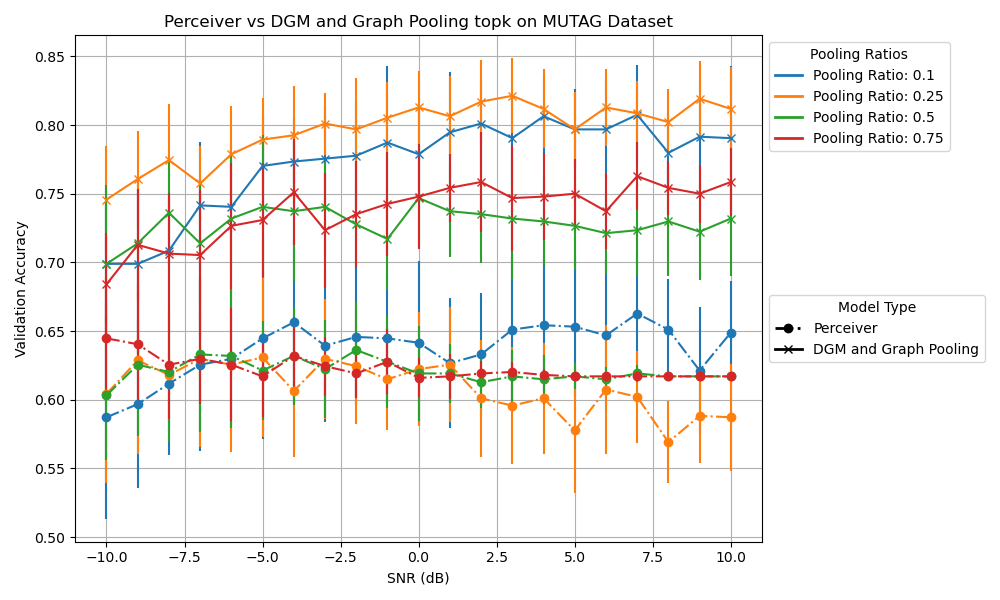 Perceiver vs DGM and Graph Pooling topk on MUTAG Dataset
Validation Accuracy
0.85
0.80
0.75
0.70
0.65
0.60
0.55
0.50
−10.0 −7.5 −5.0 −2.5 0.0 2.5 5.0 7.5 10.0
SNR (dB)
Pooling Ratios
Pooling Ratio: 0.1
Pooling Ratio: 0.25
Pooling Ratio: 0.5
Pooling Ratio: 0.75
Model Type
Perceiver
DGM and Graph Pooling